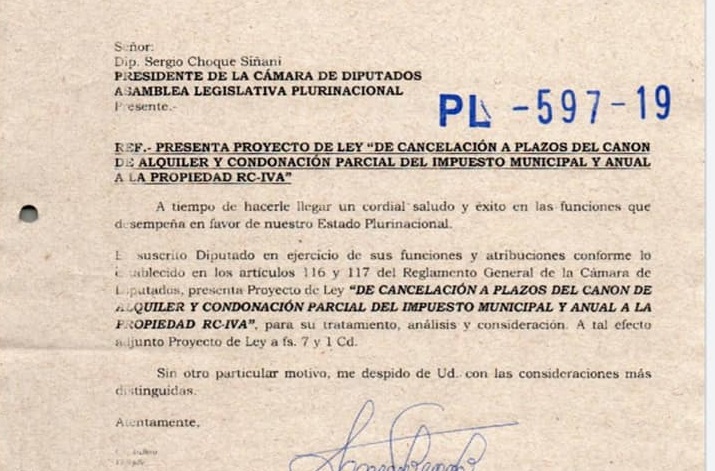 Señor:
Dip. Sergio Choque Siñani
PRESIDENTE DE LA CÁMARA DE DIPUTADOS
ASAMBLEA LEGISLATIVA PLURINACIONAL
Presente.-
PL -597-19
REF.- PRESENTA PROYECTO DE LEY "DE CANCELACIÓN A PLAZOS DEL CANON
DE ALQUILER Y CONDONACIÓN PARCIAL DEL IMPUESTO MUNICIPAL Y ANUAL
A LA PROPIEDAD RC-IVA"
A tiempo de hacerle llegar un cordial saludo y éxito en las funciones que
desempeña en favor de nuestro Estado Plurinacional.
El suscrito Diputado en ejercicio de sus funciones y atribuciones conforme lo
establecido en los artículos 116 y 117 del Reglamento General de la Cámara de
Diputados, presenta Proyecto de Ley "DE CANCELACIÓN A PLAZOS DEL CANON DE
ALQUILER Y CONDONACIÓN PARCIAL DEL IMPUESTO MUNICIPAL Y ANUAL A LA
PROPIEDAD RC-IVA", para su tratamiento, análisis y consideración. A tal efecto
adjunto Proyecto de Ley a fs. 7 y 1 Cd.
Sin otro particular motivo, me despido de Ud. con las consideraciones más
distinguidas.
Atentamente,